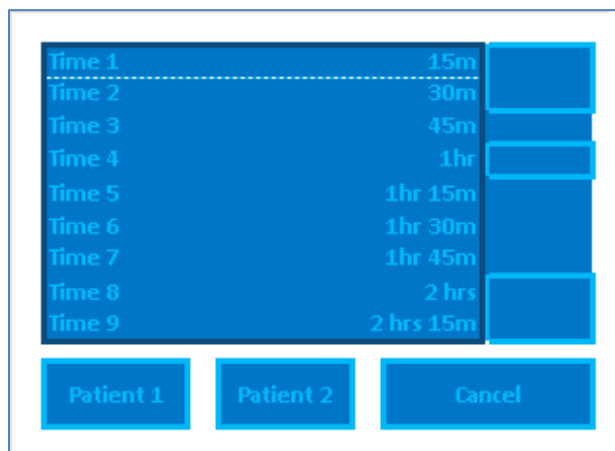 Time 1 15m
Time 2 30m
Time 3 45m
Time 4 1hr
Time 5 1hr 15m
Time 6 1hr 30m
Time 7 1hr 45m
Time 8 2 hrs
Time 9 2 hrs 15m
Patient 1 Patient 2 Cancel